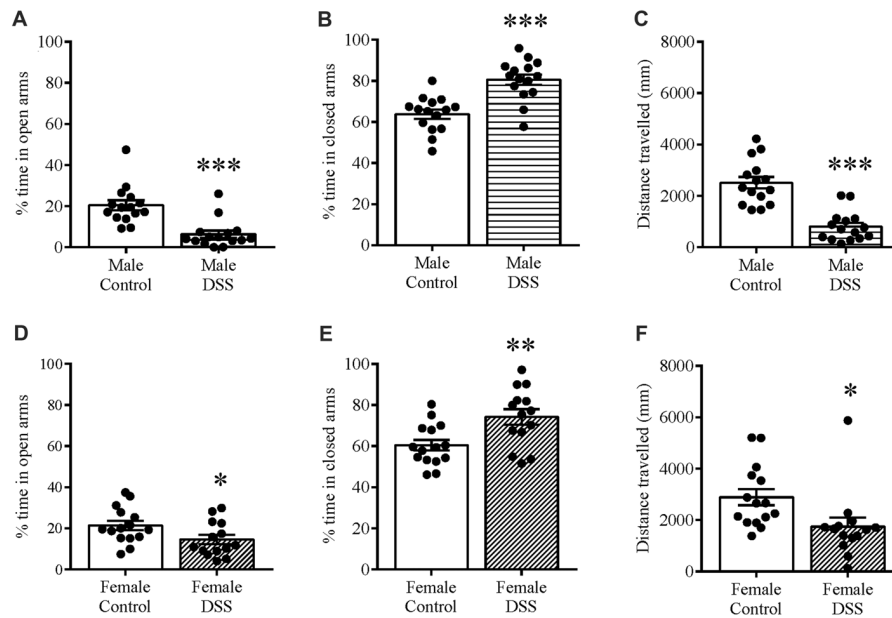 A
% time in open arms
100
80
60
40
20
0
***
Male
Control
Male
DSS
B
% time in closed arms
100
80
60
40
20
0
***
Male
Control
Male
DSS
C
Distance travelled (mm)
8000
6000
4000
2000
0
***
Male
Control
Male
DSS
D
% time in open arms
100
80
60
40
20
0
*
Female
Control
Female
DSS
E
% time in closed arms
100
80
60
40
20
0
**
Female
Control
Female
DSS
F
Distance travelled (mm)
8000
6000
4000
2000
0
*
Female
Control
Female
DSS